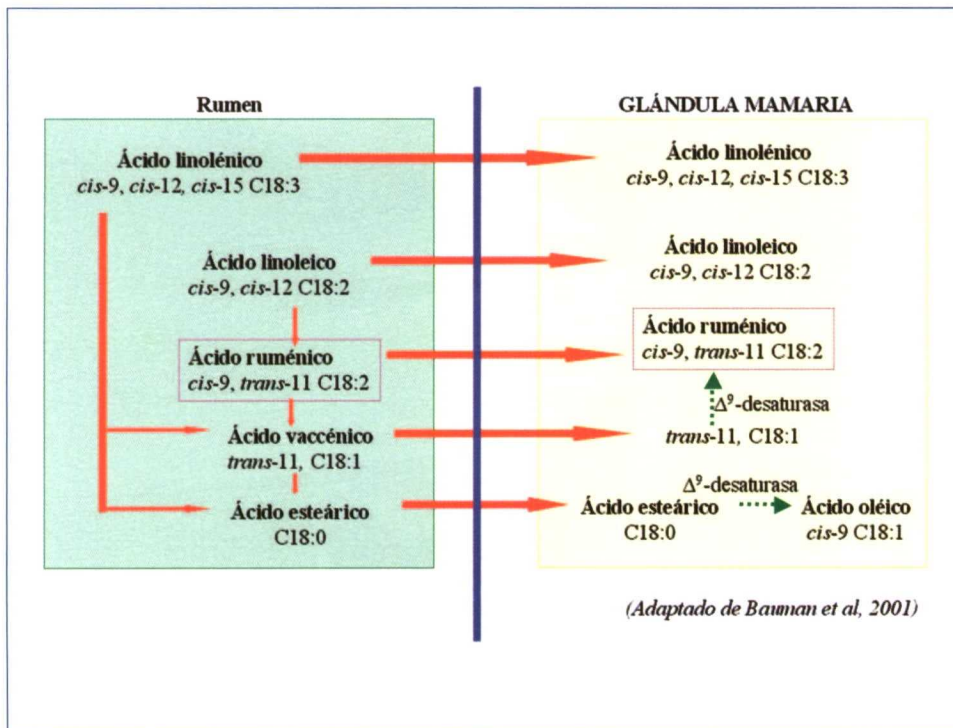 Rumen
Ácido linolénico
cis-9, cis-12, cis-15 C18:3
Ácido linoleico
cis-9, cis-12 C18:2
Ácido ruménico
cis-9, trans-11 C18:2
Ácido vaccénico
trans-11, C18:1
Ácido esteárico
C18:0
GLÁNDULA MAMARIA
Ácido linolénico
cis-9, cis-12, cis-15 C18:3
Ácido linoleico
cis-9, cis-12 C18:2
Ácido ruménico
cis-9, trans-11 C18:2
Δ⁹-desaturasa
trans-11, C18:1
Δ⁹-desaturasa
Ácido esteárico
C18:0
Ácido oléico
cis-9 C18:1
(Adaptado de Bauman et al, 2001)